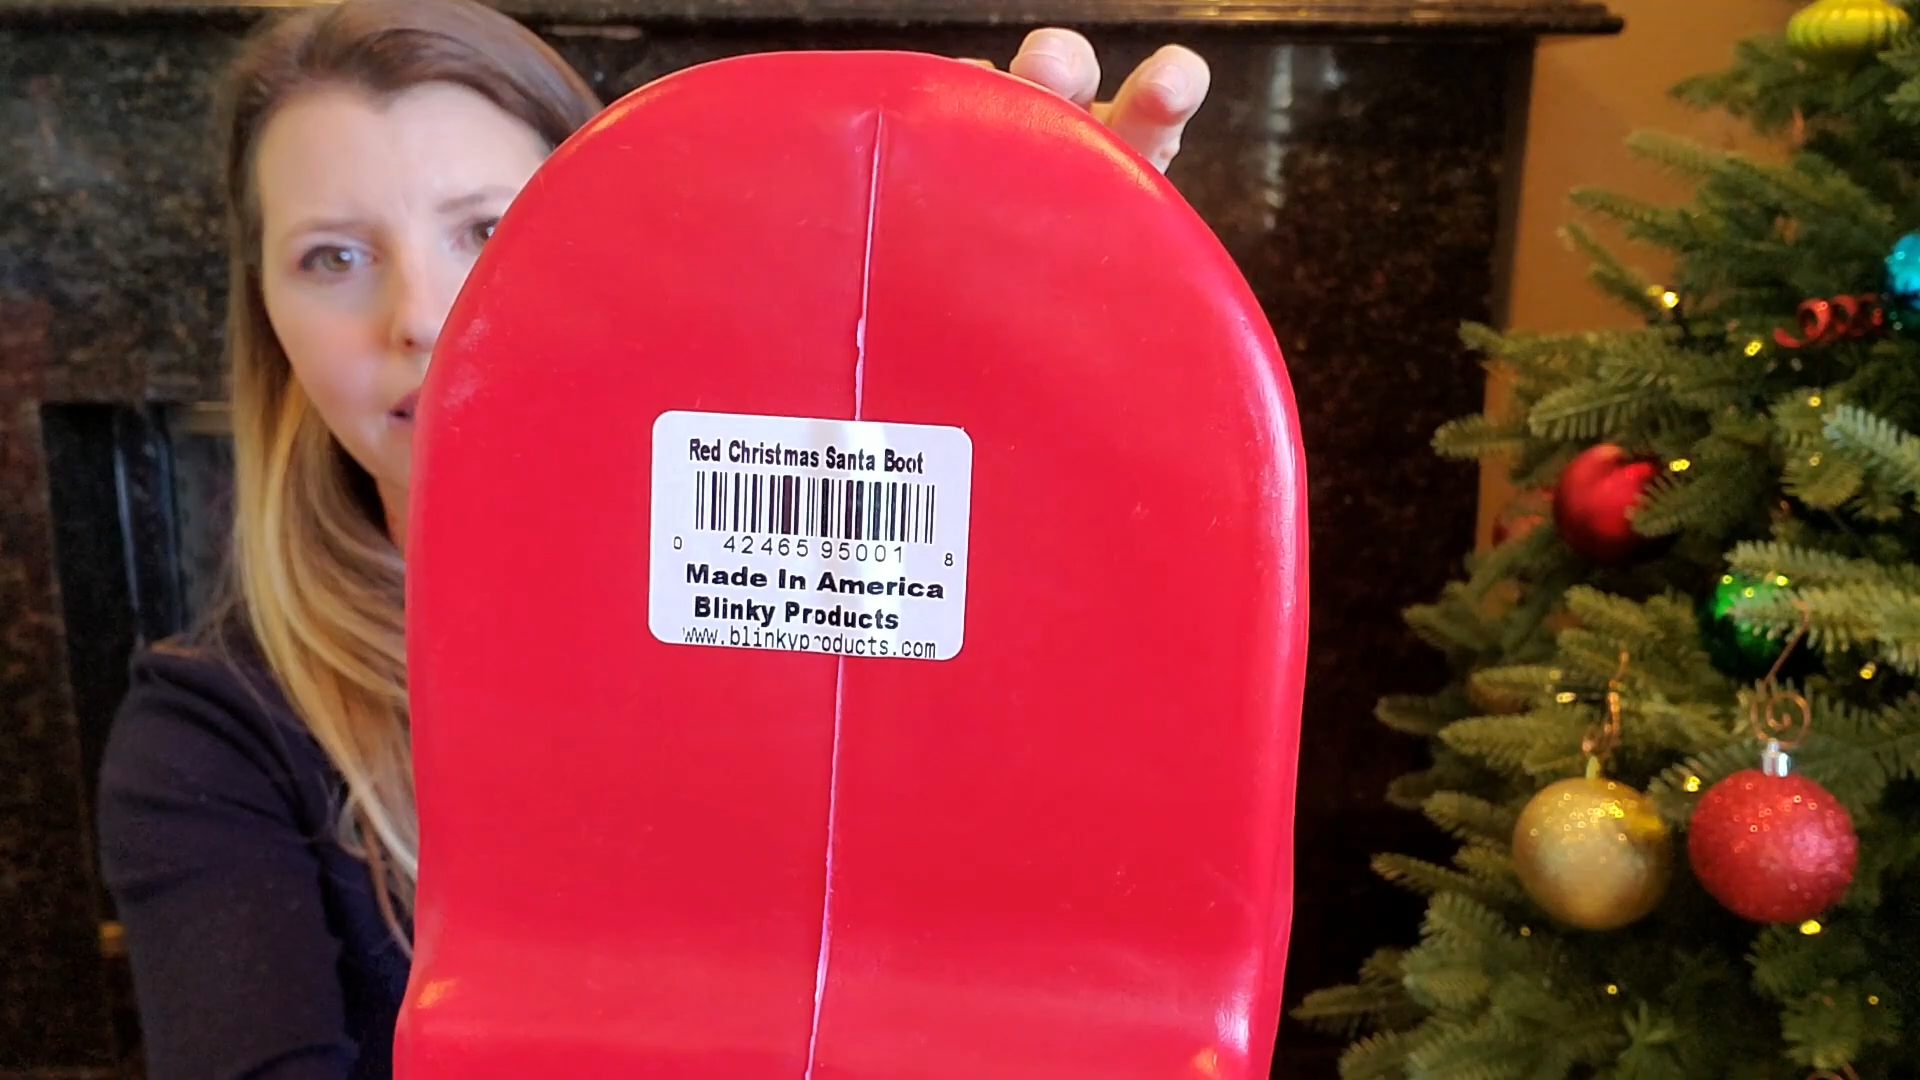 Red Christmas Santa Boot
0 42465 95001 8
Made In America
Blinky Products
www.blinkyproducts.com